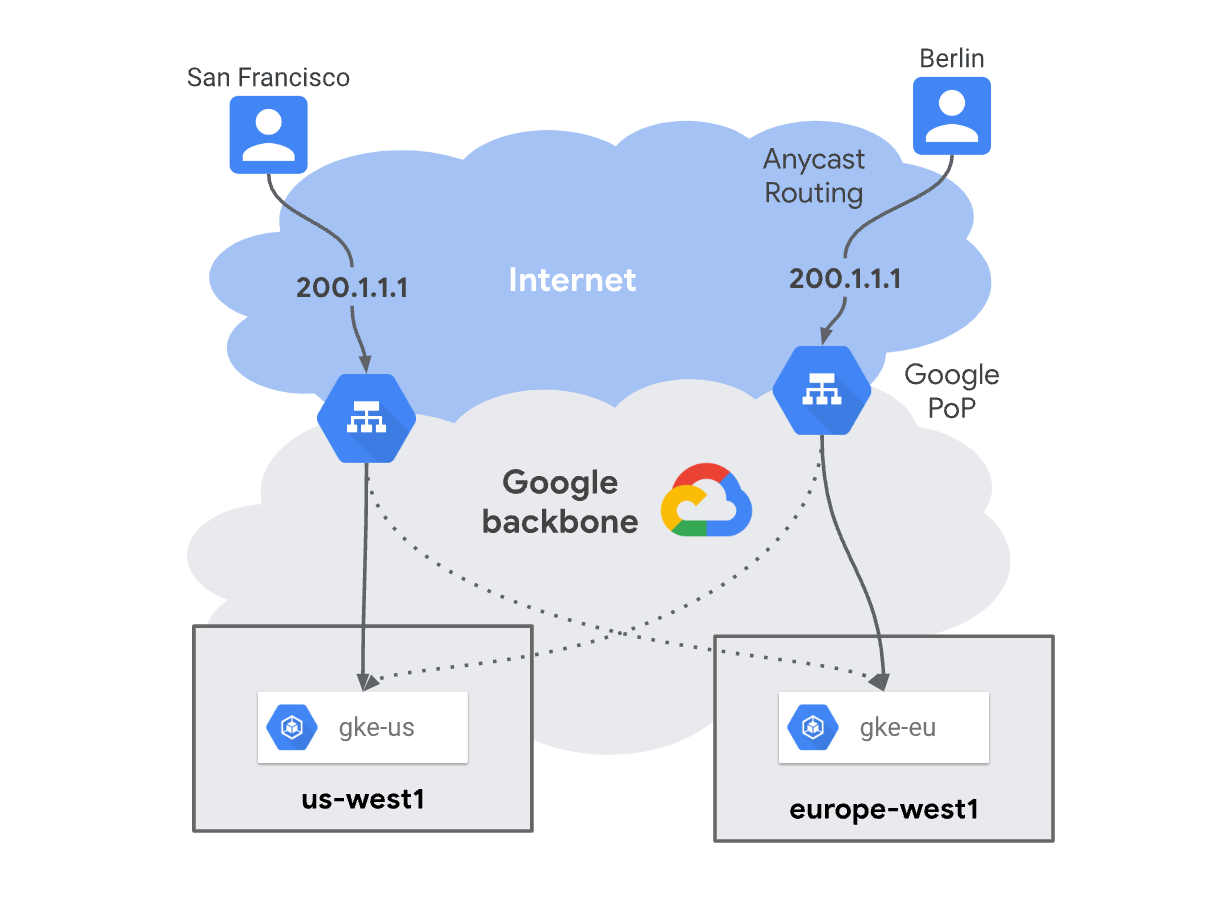 San Francisco
Berlin
Anycast
Routing
200.1.1.1
Internet
200.1.1.1
Google
PoP
Google
backbone
gke-us
gke-eu
us-west1
europe-west1